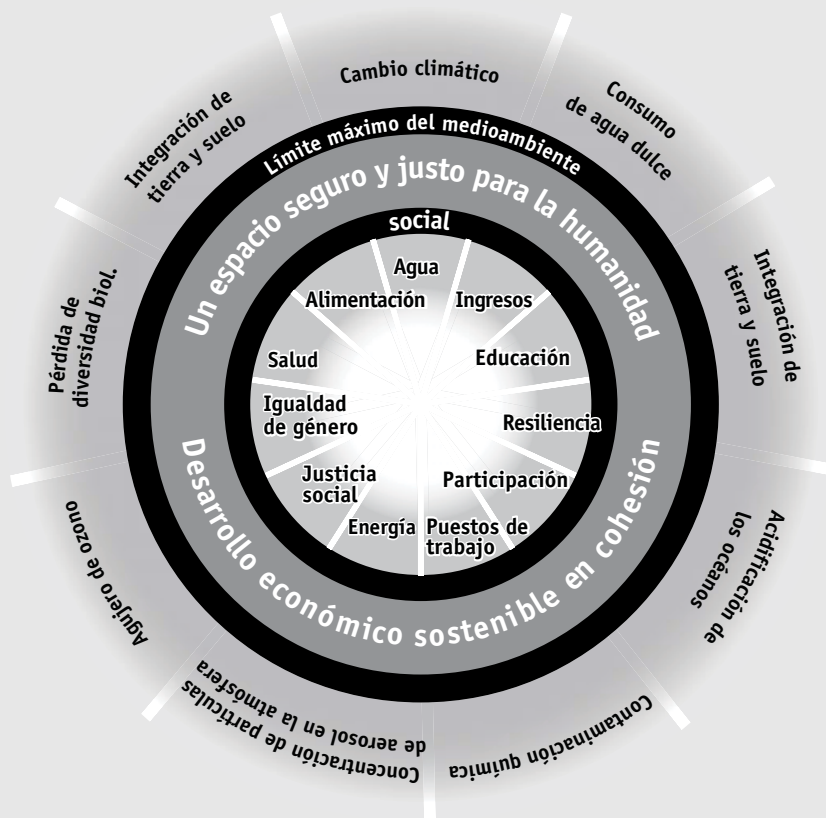 Cambio climático
Consumo
de agua dulce
Integración de
tierra y suelo
Acidificación de
los océanos
Contaminación química
Concentración de partículas
de aerosol en la atmósfera
Agujero de ozono
Pérdida de
diversidad biol.
Integración de
tierra y suelo
Límite máximo del medioambiente
Un espacio seguro y justo para la humanidad
Desarrollo económico sostenible en cohesión
social
Agua
Ingresos
Educación
Resiliencia
Participación
Puestos de
trabajo
Energía
Justicia
social
Igualdad
de género
Salud
Alimentación